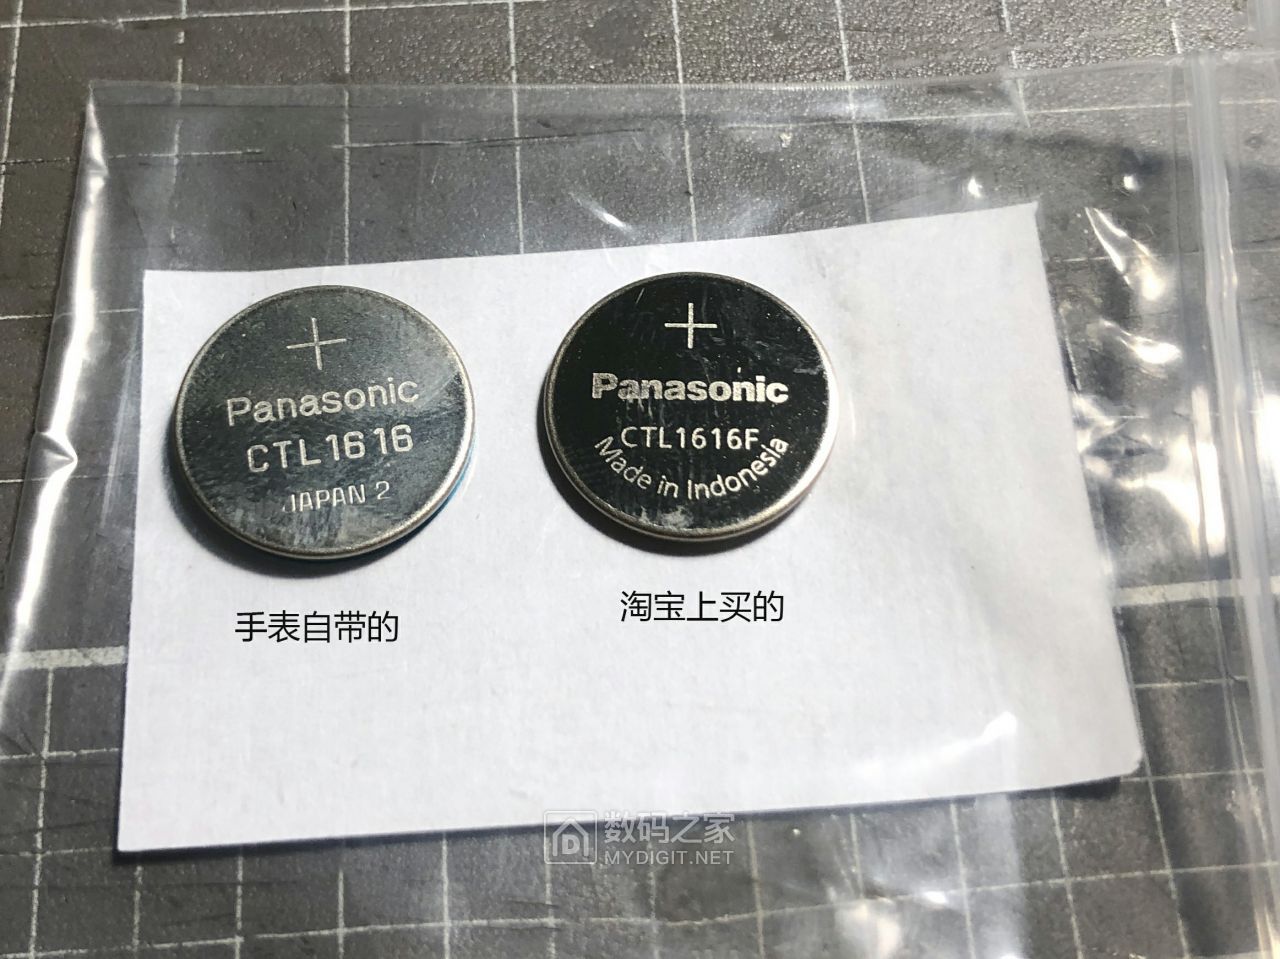 +
Panasonic
CTL1616
JAPAN 2
手表自带的
+
Panasonic
CTL1616F
Made in Indonesia
淘宝上买的
数码之家
MYDIGIT.NET